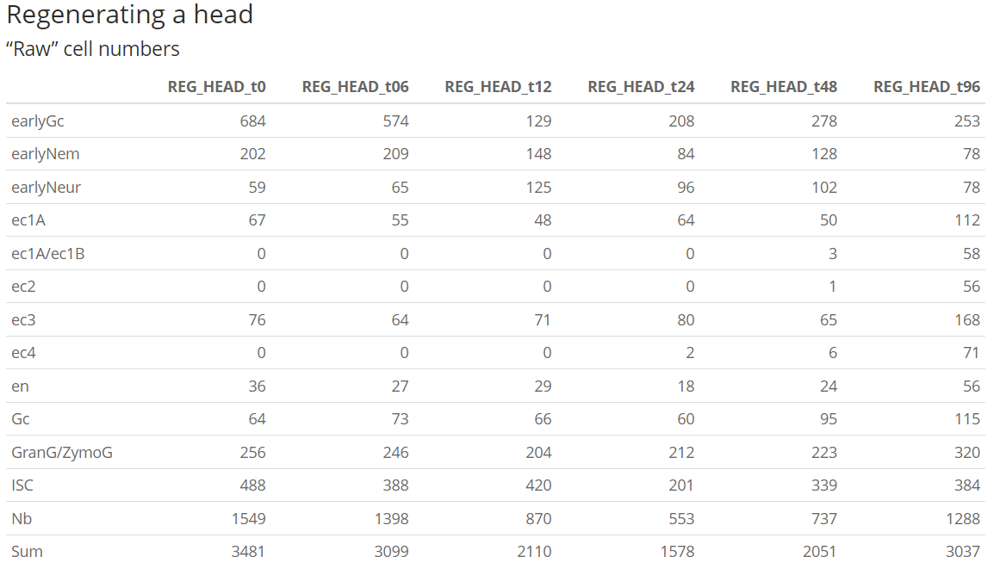 Regenerating a head
“Raw” cell numbers
REG_HEAD_t0 REG_HEAD_t06 REG_HEAD_t12 REG_HEAD_t24 REG_HEAD_t48 REG_HEAD_t96
earlyGc 684 574 129 208 278 253
earlyNem 202 209 148 84 128 78
earlyNeur 59 65 125 96 102 78
ec1A 67 55 48 64 50 112
ec1A/ec1B 0 0 0 0 3 58
ec2 0 0 0 0 1 56
ec3 76 64 71 80 65 168
ec4 0 0 0 2 6 71
en 36 27 29 18 24 56
Gc 64 73 66 60 95 115
GranG/ZymoG 256 246 204 212 223 320
ISC 488 388 420 201 339 384
Nb 1549 1398 870 553 737 1288
Sum 3481 3099 2110 1578 2051 3037